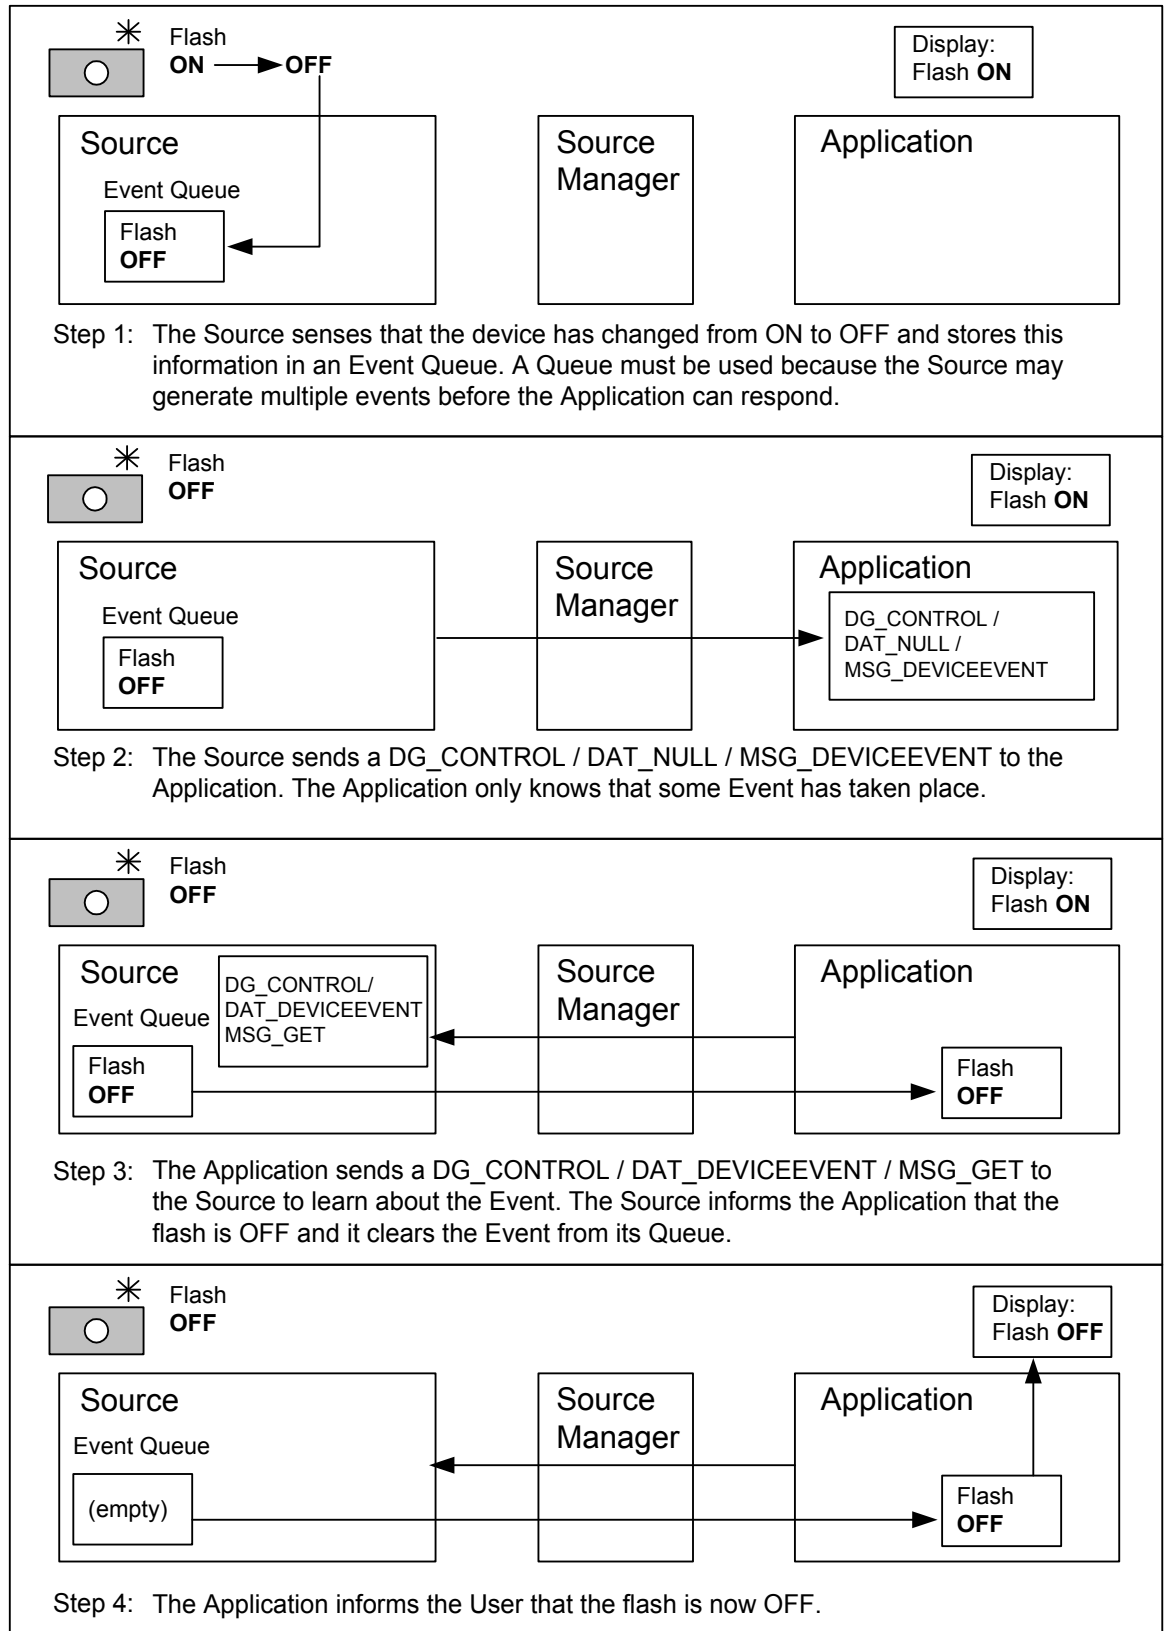 Flash
ON OFF
Display:
Flash ON
Source
Event Queue
Flash
OFF
Source
Manager
Application
Step 1: The Source senses that the device has changed from ON to OFF and stores this
information in an Event Queue. A Queue must be used because the Source may
generate multiple events before the Application can respond.
Flash
OFF
Display:
Flash ON
Source
Event Queue
Flash
OFF
Source
Manager
Application
DG_CONTROL /
DAT_NULL /
MSG_DEVICEEVENT
Step 2: The Source sends a DG_CONTROL / DAT_NULL / MSG_DEVICEEVENT to the
Application. The Application only knows that some Event has taken place.
Flash
OFF
Display:
Flash ON
Source
Event Queue
Flash
OFF
DG_CONTROL/
DAT_DEVICEEVENT
MSG_GET
Source
Manager
Application
Flash
OFF
Step 3: The Application sends a DG_CONTROL / DAT_DEVICEEVENT / MSG_GET to
the Source to learn about the Event. The Source informs the Application that the
flash is OFF and it clears the Event from its Queue.
Flash
OFF
Display:
Flash OFF
Source
Event Queue
(empty)
Source
Manager
Application
Flash
OFF
Step 4: The Application informs the User that the flash is now OFF.